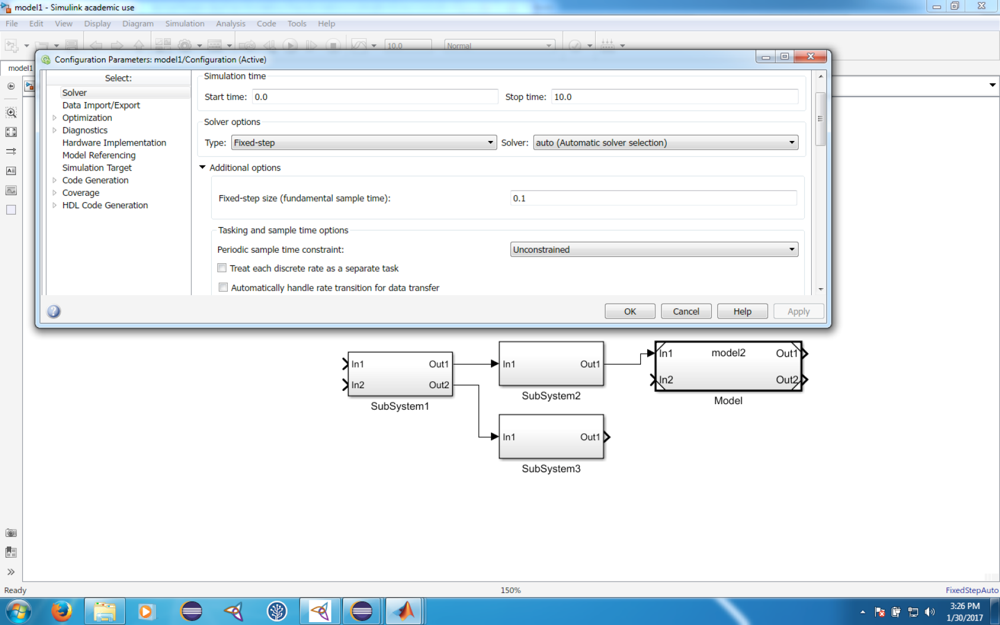 model1 - Simulink academic use
File Edit View Display Diagram Simulation Analysis Code Tools Help
10.0 Normal
Configuration Parameters: model1/Configuration (Active)
model1
Select:
Solver
Data Import/Export
Optimization
Diagnostics
Hardware Implementation
Model Referencing
Simulation Target
Code Generation
Coverage
HDL Code Generation
Simulation time
Start time: 0.0 Stop time: 10.0
Solver options
Type: Fixed-step Solver: auto (Automatic solver selection)
Additional options
Fixed-step size (fundamental sample time): 0.1
Tasking and sample time options
Periodic sample time constraint: Unconstrained
Treat each discrete rate as a separate task
Automatically handle rate transition for data transfer
OK Cancel Help Apply
In1 Out1
In2 Out2
SubSystem1
In1 Out1
SubSystem2
In1 model2 Out1
In2 Out2
Model
In1 Out1
SubSystem3
Ready 150% FixedStepAuto
3:26 PM
1/30/2017